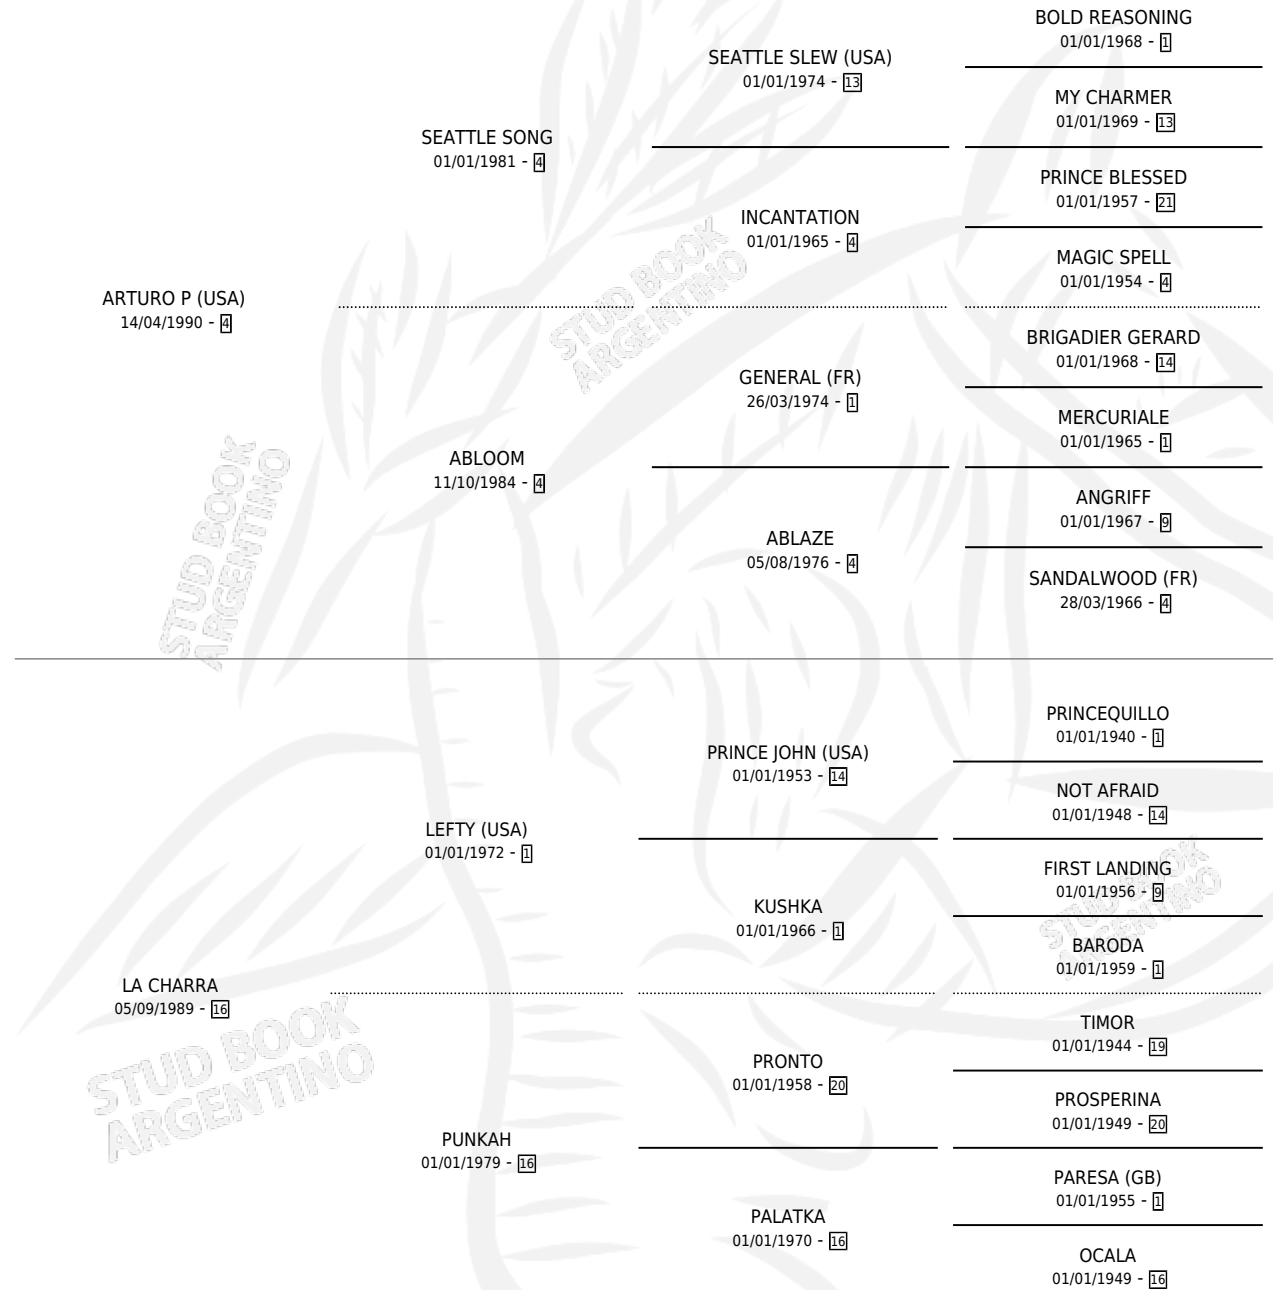 BOLD REASONING
01/01/1968 - 1
SEATTLE SLEW (USA)
01/01/1974 - 13
MY CHARMER
01/01/1969 - 13
SEATTLE SONG
01/01/1981 - 4
PRINCE BLESSED
01/01/1957 - 21
INCANTATION
01/01/1965 - 4
MAGIC SPELL
01/01/1954 - 4
ARTURO P (USA)
14/04/1990 - 4
STUD BOOK
ARGENTINO
BRIGADIER GERARD
01/01/1968 - 14
GENERAL (FR)
26/03/1974 - 1
MERCURIALE
01/01/1965 - 1
ABLOOM
11/10/1984 - 4
ANGRIFF
01/01/1967 - 9
ABLAZE
05/08/1976 - 4
SANDALWOOD (FR)
28/03/1966 - 4
STUD BOOK
ARGENTINO
PRINCEQUILLO
01/01/1940 - 1
PRINCE JOHN (USA)
01/01/1953 - 14
NOT AFRAID
01/01/1948 - 14
LEFTY (USA)
01/01/1972 - 1
FIRST LANDING
01/01/1956 - 9
KUSHKA
01/01/1966 - 1
BARODA
01/01/1959 - 1
STUD BOOK
ARGENTINO
LA CHARRA
05/09/1989 - 16
TIMOR
01/01/1944 - 19
PRONTO
01/01/1958 - 20
PROSPERINA
01/01/1949 - 20
STUD BOOK
ARGENTINO
PUNKAH
01/01/1979 - 16
PARESA (GB)
01/01/1955 - 1
PALATKA
01/01/1970 - 16
OCALA
01/01/1949 - 16